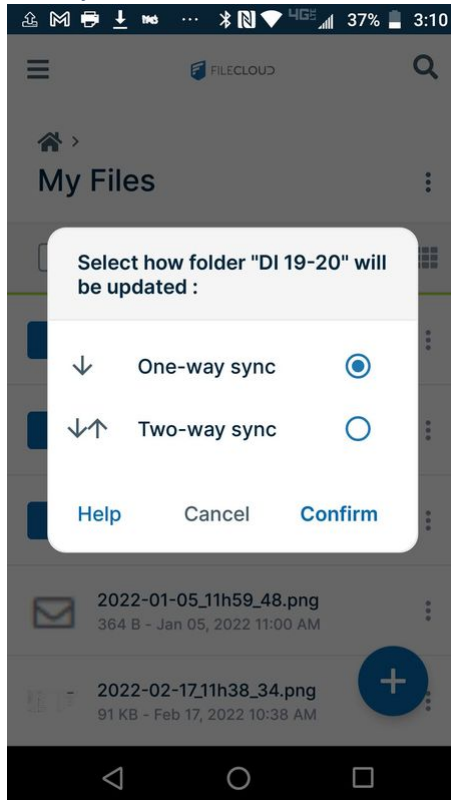 4GE 37% 3:10
FILECLOUD
My Files
Select how folder "DI 19-20" will
be updated :
One-way sync
Two-way sync
Help Cancel Confirm
2022-01-05_11h59_48.png
364 B - Jan 05, 2022 11:00 AM
2022-02-17_11h38_34.png
91 KB - Feb 17, 2022 10:38 AM